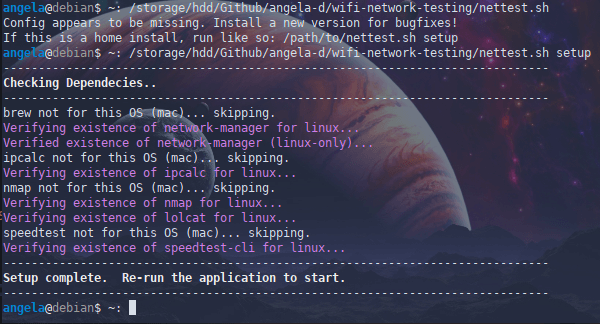 angela@debian$ ~: /storage/hdd/Github/angela-d/wifi-network-testing/nettest.sh
Config appears to be missing. Install a new version for bugfixes!
If this is a home install, run like so: /path/to/nettest.sh setup
angela@debian$ ~: /storage/hdd/Github/angela-d/wifi-network-testing/nettest.sh setup
--------------------------------------------------------------------------------
Checking Dependecies..
--------------------------------------------------------------------------------
brew not for this OS (mac)... skipping.
Verifying existence of network-manager for linux...
Verified existence of network-manager (linux-only)...
ipcalc not for this OS (mac)... skipping.
Verifying existence of ipcalc for linux...
nmap not for this OS (mac)... skipping.
Verifying existence of nmap for linux...
Verifying existence of lolcat for linux...
speedtest not for this OS (mac)... skipping.
Verifying existence of speedtest-cli for linux...
--------------------------------------------------------------------------------
Setup complete.  Re-run the application to start.
--------------------------------------------------------------------------------
angela@debian$ ~: